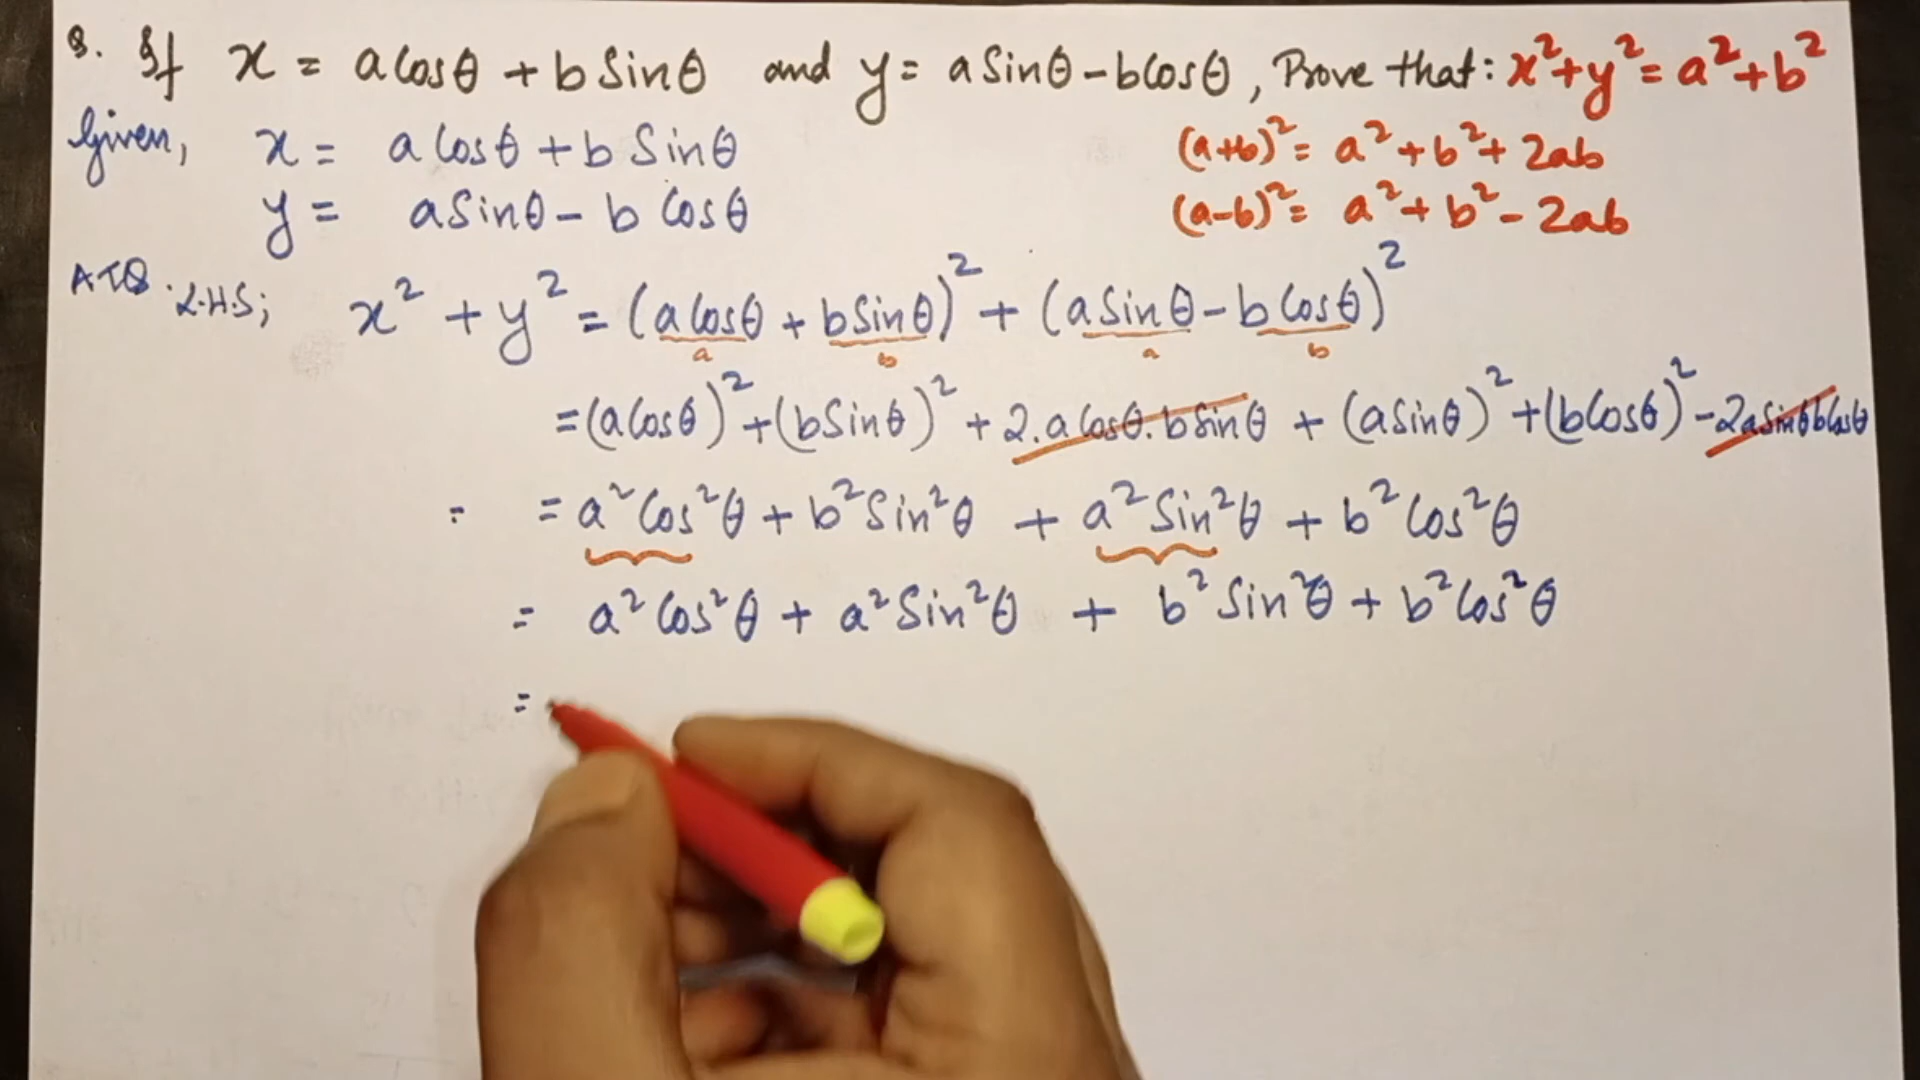 Q. If x = a Cosθ + b Sinθ and y = a Sinθ - b Cosθ, Prove that: x² + y² = a² + b²
Given, x = a Cosθ + b Sinθ
(a+b)² = a² + b² + 2ab
y = a Sinθ - b Cosθ
(a-b)² = a² + b² - 2ab
ATQ. L.H.S; x² + y² = (a Cosθ + b Sinθ)² + (a Sinθ - b Cosθ)²
a b a b
= (a Cosθ)² + (b Sinθ)² + 2. a Cosθ. b Sinθ + (a Sinθ)² + (b Cosθ)² - 2a Sinθ b Cosθ
= a² Cos²θ + b² Sin²θ + a² Sin²θ + b² Cos²θ
= a² Cos²θ + a² Sin²θ + b² Sin²θ + b² Cos²θ
=